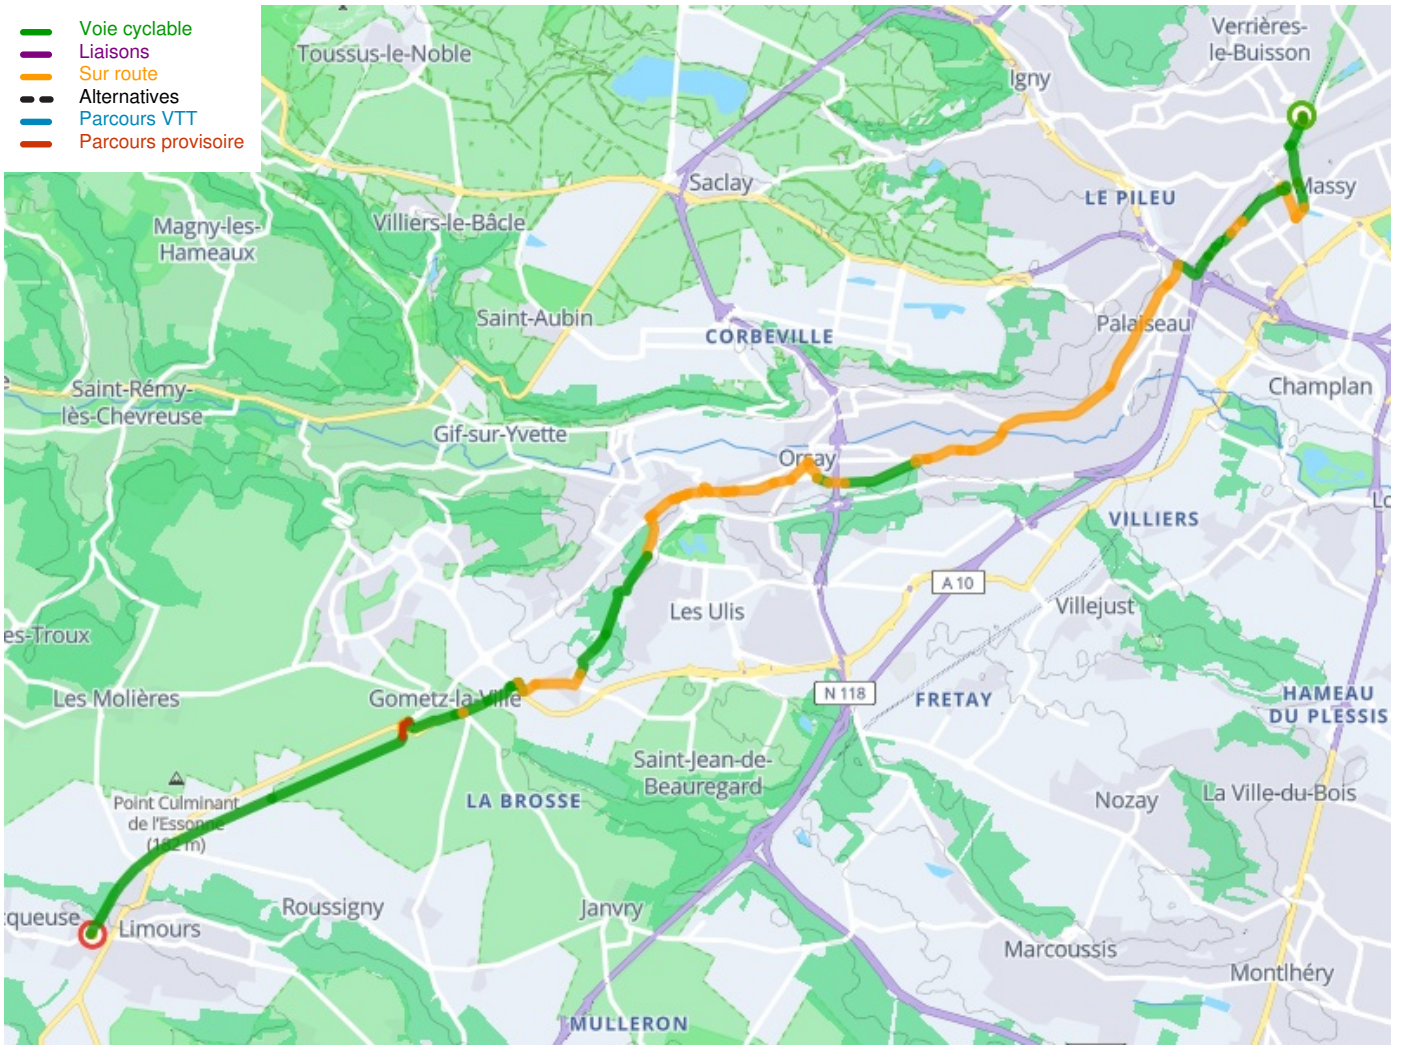 Voie cyclable
Liaisons
Sur route
Alternatives
Parcours VTT
Parcours provisoire
Toussus-le-Noble
Verrières-
le-Buisson
Igny
Saclay
LE PILEU
Massy
Magny-les-
Hameaux
Villiers-le-Bâcle
Saint-Aubin
CORBEVILLE
Palaiseau
Champlan
Saint-Rémy-
lès-Chevreuse
Gif-sur-Yvette
Orsay
VILLIERS
A 10
Les Ulis
Villejust
es-Troux
Les Molières
Gometz-la-Ville
N 118
FRETAY
HAMEAU
DU PLESSIS
Saint-Jean-de-
Beauregard
Point Culminant
de l'Essonne
(182 m)
LA BROSSE
Nozay
La Ville-du-Bois
cqueuse
Limours
Roussigny
Janvry
Marcoussis
Montlhéry
MULLERON